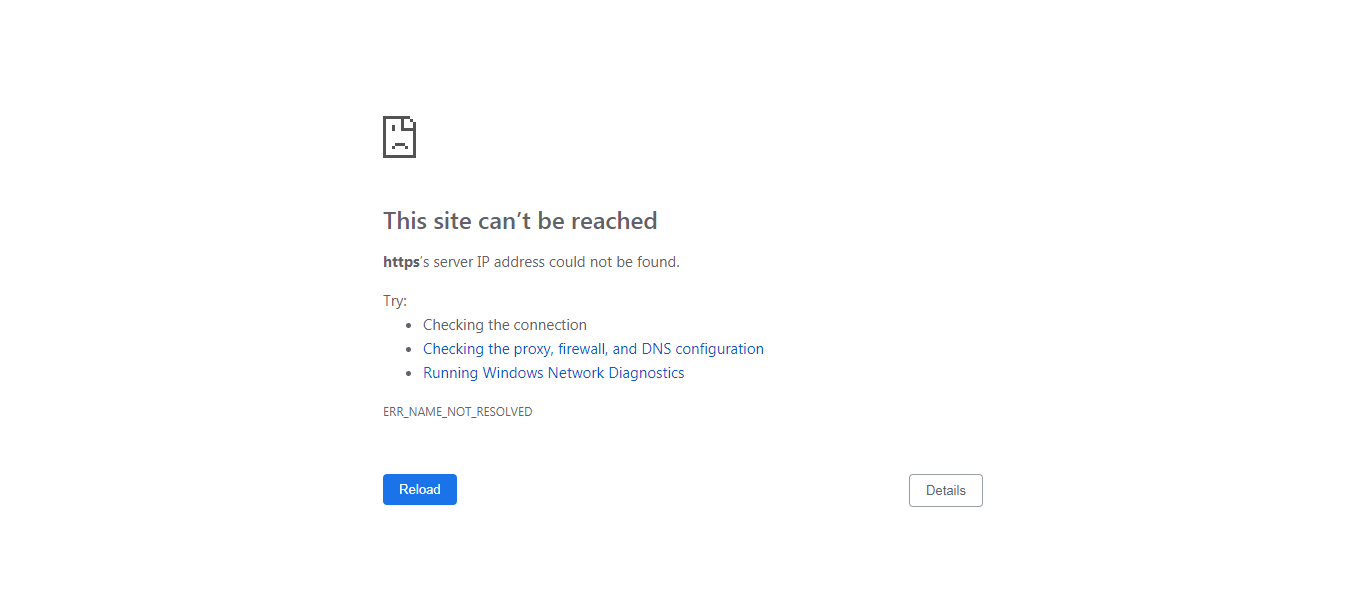 This site can’t be reached
https’s server IP address could not be found.
Try:
Checking the connection
Checking the proxy, firewall, and DNS configuration
Running Windows Network Diagnostics
ERR_NAME_NOT_RESOLVED
Reload
Details